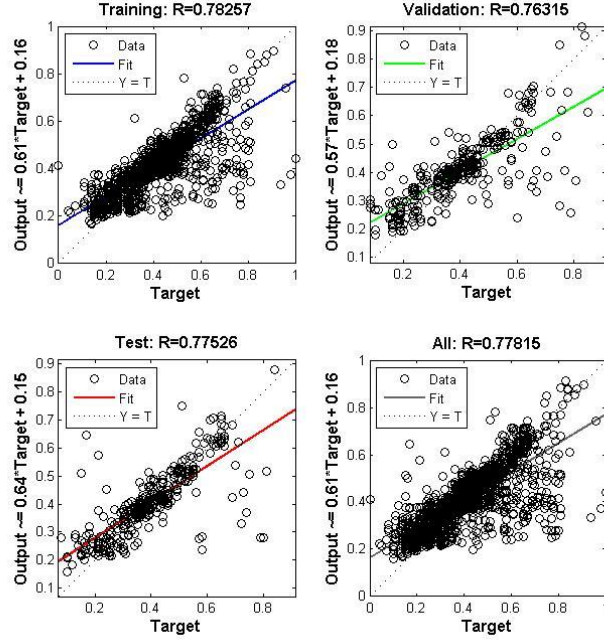 Training: R=0.78257
Output ~= 0.61*Target + 0.16
1
0.8
0.6
0.4
0.2
0
Data
Fit
Y = T
0 0.2 0.4 0.6 0.8 1
Target
Validation: R=0.76315
Output ~= 0.57*Target + 0.18
0.9
0.8
0.7
0.6
0.5
0.4
0.3
0.2
0.1
Data
Fit
Y = T
0.2 0.4 0.6 0.8
Target
Test: R=0.77526
Output ~= 0.64*Target + 0.15
0.9
0.8
0.7
0.6
0.5
0.4
0.3
0.2
0.1
Data
Fit
Y = T
0.2 0.4 0.6 0.8
Target
All: R=0.77815
Output ~= 0.61*Target + 0.16
1
0.8
0.6
0.4
0.2
0
Data
Fit
Y = T
0 0.2 0.4 0.6 0.8 1
Target